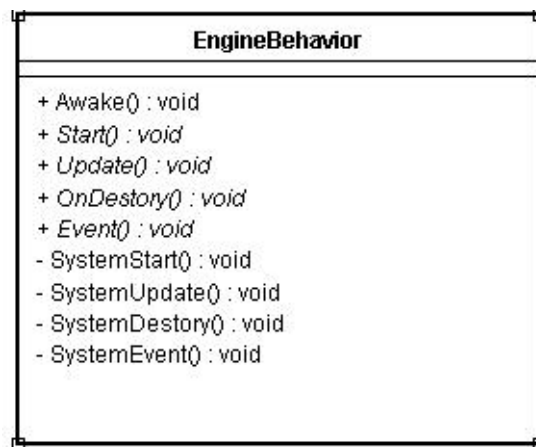 EngineBehavior
+ Awake() : void
+ Start() : void
+ Update() : void
+ OnDestory() : void
+ Event() : void
- SystemStart() : void
- SystemUpdate() : void
- SystemDestory() : void
- SystemEvent() : void